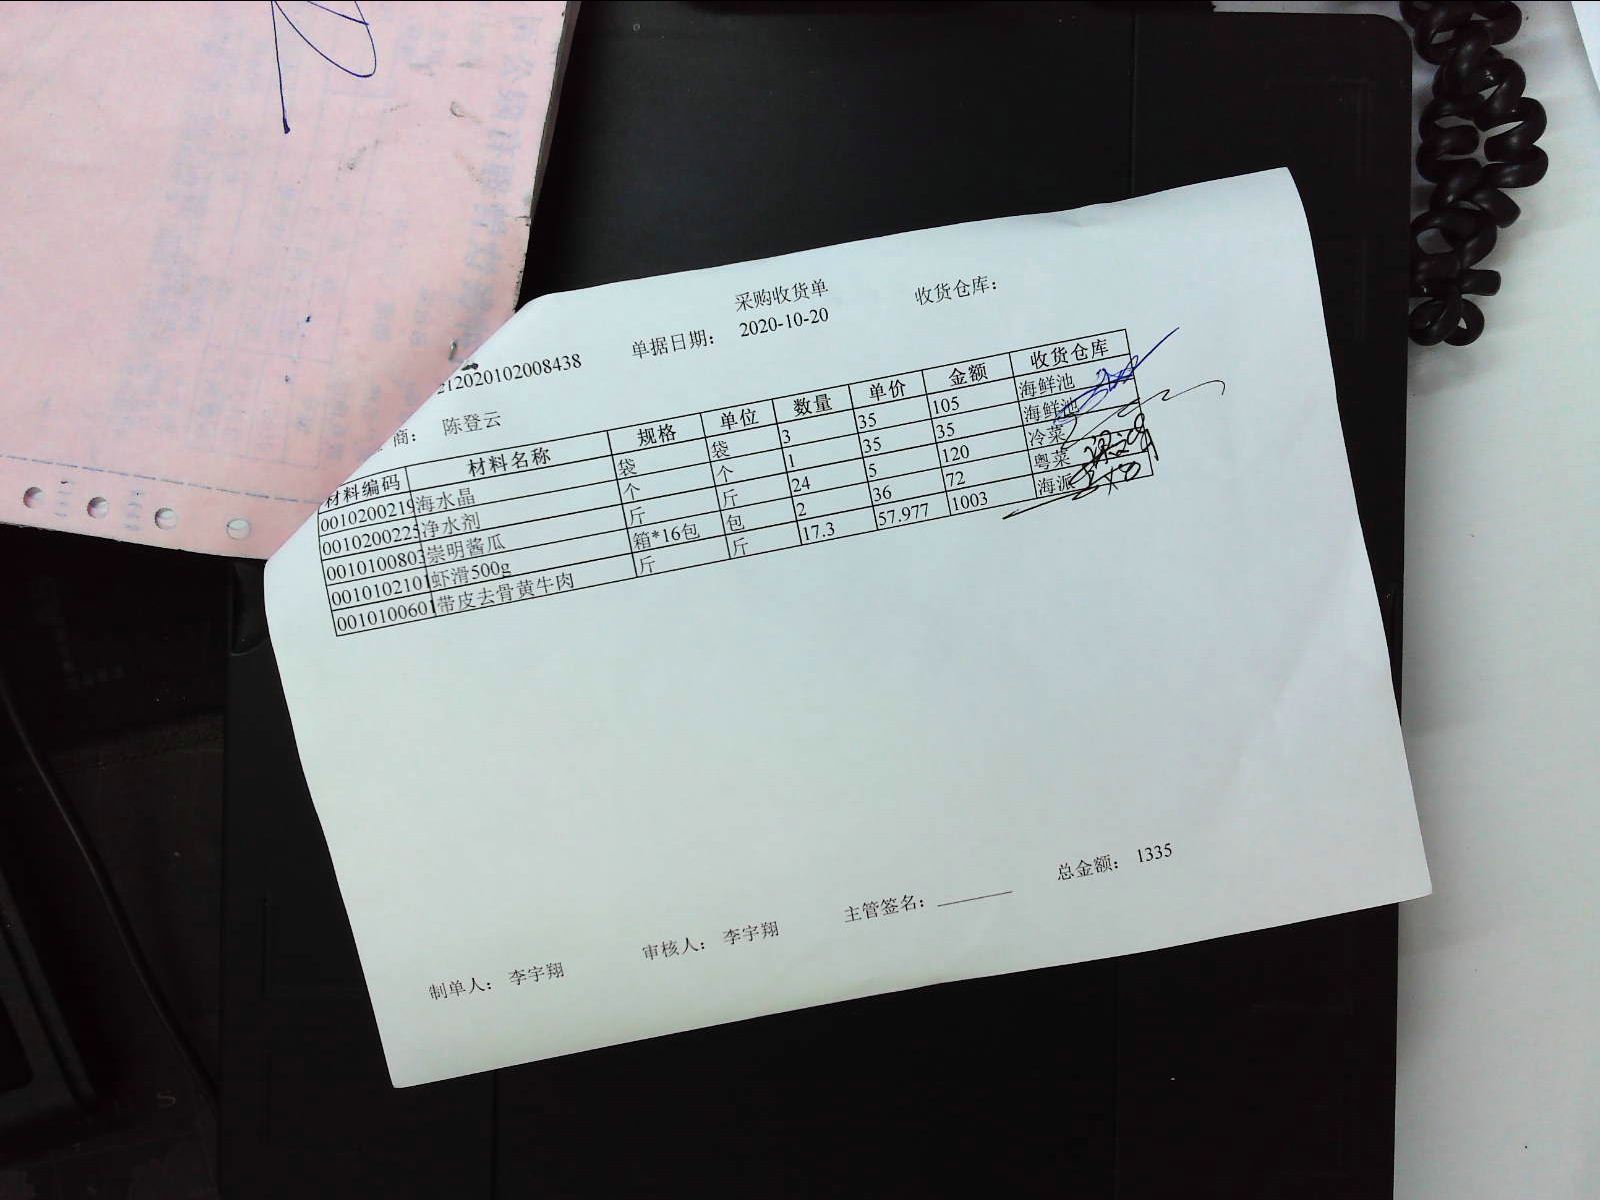 采购收货单
收货仓库：
212020102008438 单据日期： 2020-10-20
商： 陈登云
材料编码 材料名称 规格 单位 数量 单价 金额 收货仓库
0010200219 海水晶 袋 袋 3 35 105 海鲜池
0010200225 净水剂 个 个 1 35 35 海鲜池
0010100803 崇明酱瓜 斤 斤 24 5 120 冷菜
0010102101 虾滑500g 箱*16包 包 2 36 72 粤菜
0010100601 带皮去骨黄牛肉 斤 斤 17.3 57.977 1003 海派
制单人： 李宇翔 审核人： 李宇翔 主管签名： 总金额： 1335